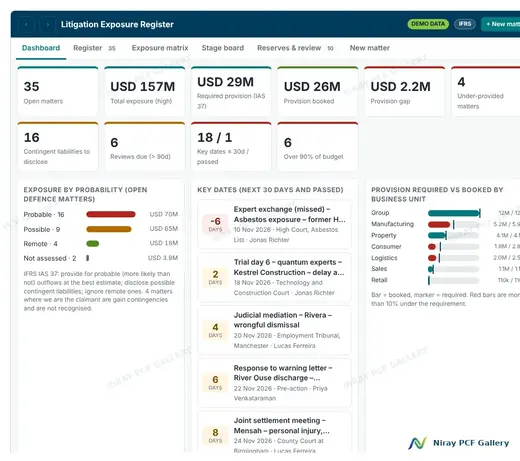 Litigation Exposure Register
DEMO DATA
IFRS
+ New matt
Dashboard
Register 35
Exposure matrix
Stage board
Reserves & review 10
New matter
35
Open matters
USD 157M
Total exposure (high)
USD 29M
Required provision (IAS
37)
USD 26M
Provision booked
USD 2.2M
Provision gap
4
Under-provided
matters
16
Contingent liabilities to
disclose
6
Reviews due (> 90d)
18 / 1
Key dates ≤ 30d /
passed
6
Over 90% of budget
EXPOSURE BY PROBABILITY (OPEN
DEFENCE MATTERS)
Probable · 16 USD 70M
Possible · 9 USD 65M
Remote · 4 USD 18M
Not assessed · 2 USD 3.9M
IFRS IAS 37: provide for probable (more likely than
not) outflows at the best estimate; disclose possible
contingent liabilities; ignore remote ones. 4 matters
where we are the claimant are gain contingencies
and are not recognised.
KEY DATES (NEXT 30 DAYS AND PASSED)
-6
DAYS
Expert exchange (missed) –
Asbestos exposure – former H…
10 Nov 2026 · High Court, Asbestos
List · Jonas Richter
2
DAYS
Trial day 6 – quantum experts –
Kestrel Construction – delay a…
18 Nov 2026 · Technology and
Construction Court · Jonas Richter
4
DAYS
Judicial mediation – Rivera –
wrongful dismissal
20 Nov 2026 · Employment Tribunal,
Manchester · Lucas Ferreira
6
DAYS
Response to warning letter –
River Ouse discharge –…
22 Nov 2026 · Pre-action · Priya
Venkataraman
8
DAYS
Joint settlement meeting –
Mensah – personal injury,…
24 Nov 2026 · County Court at
Birmingham · Lucas Ferreira
PROVISION REQUIRED VS BOOKED BY
BUSINESS UNIT
Group 12M / 12
Manufacturing 5.2M / 5.9
Property 4.1M / 4.1
Consumer 1.8M / 2.8
Logistics 2.0M / 2.5
Sales 1.1M / 1.1
Retail 110k / 11
Bar = booked, marker = required. Red bars are mor
than 10% under the requirement.
NIRAY PCF GALLERY
Niray PCF Gallery